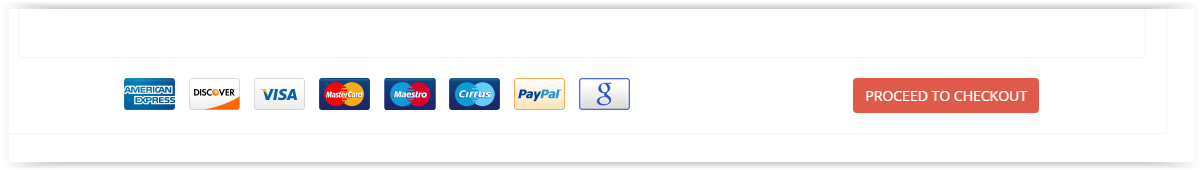 AMERICAN
EXPRESS
DISCOVER
VISA
MasterCard
Maestro
Cirrus
PayPal
g
PROCEED TO CHECKOUT